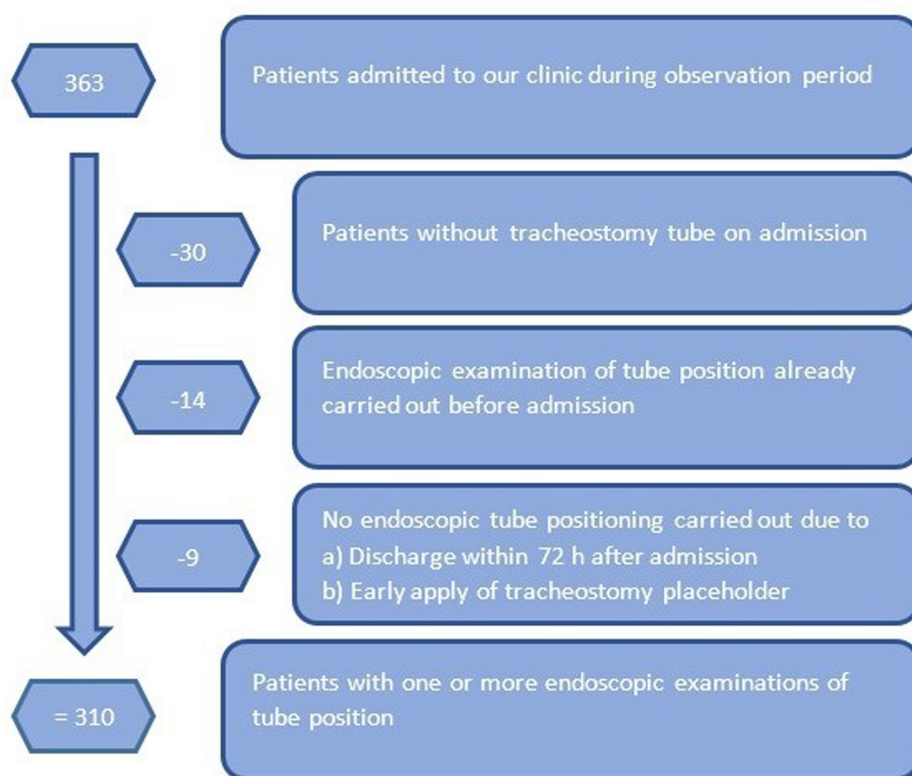 363
Patients admitted to our clinic during observation period
-30
Patients without tracheostomy tube on admission
-14
Endoscopic examination of tube position already
carried out before admission
-9
No endoscopic tube positioning carried out due to
a) Discharge within 72 h after admission
b) Early apply of tracheostomy placeholder
= 310
Patients with one or more endoscopic examinations of
tube position